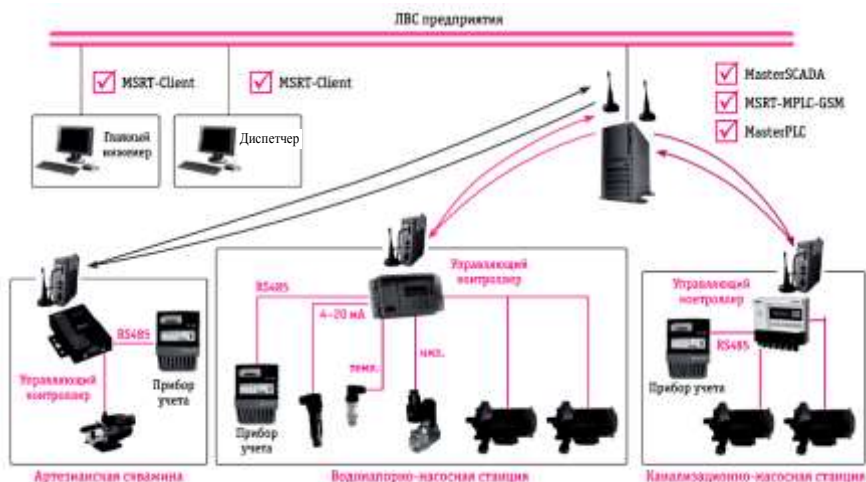 ЛВС предприятия
MSRT-Client
MSRT-Client
MasterSCADA
MSRT-MPLC-GSM
MasterPLC
Главный
инженер
Диспетчер
RS485
Управляющий
контроллер
Прибор
учета
Артезианская скважина
RS485
4-20 мА
Управляющий
контроллер
темп.
имп.
Прибор
учета
Водонапорно-насосная станция
Управляющий
контроллер
RS485
Прибор учета
Канализационно-насосная станция